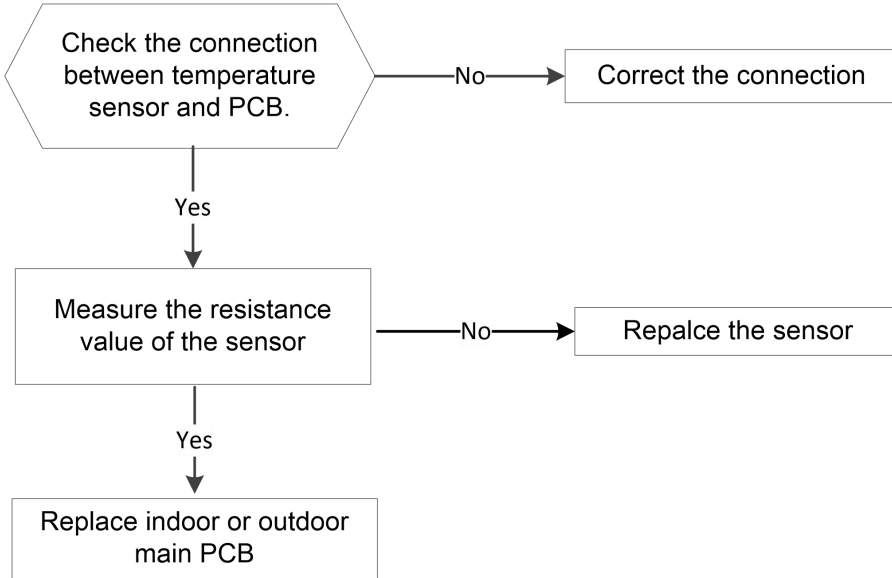 Check the connection
between temperature
sensor and PCB.
No
Correct the connection
Yes
Measure the resistance
value of the sensor
No
Repalce the sensor
Yes
Replace indoor or outdoor
main PCB